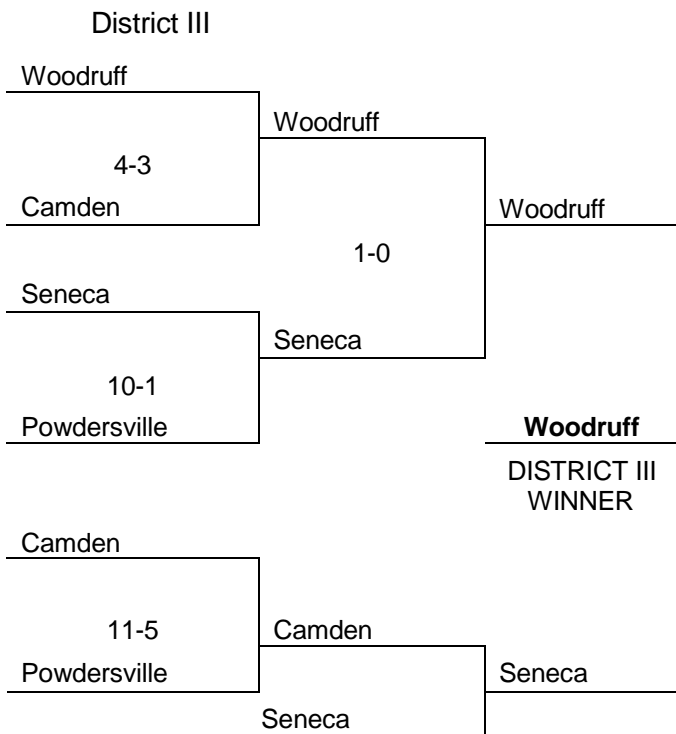 District III
Woodruff
Woodruff
4-3
Camden
Woodruff
1-0
Seneca
Seneca
10-1
Powdersville
Woodruff
DISTRICT III
WINNER
Camden
11-5
Camden
Powdersville
Seneca
Seneca